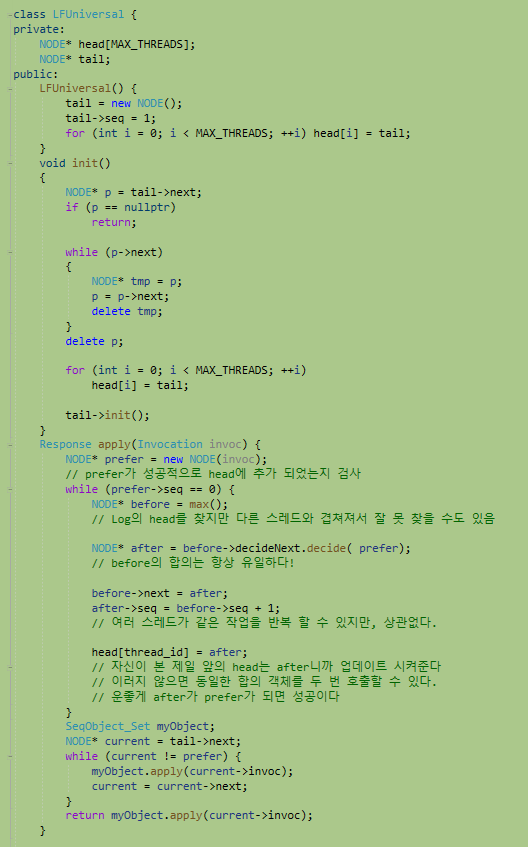 class LFUniversal {
private:
    NODE* head[MAX_THREADS];
    NODE* tail;
public:
    LFUniversal() {
        tail = new NODE();
        tail->seq = 1;
        for (int i = 0; i < MAX_THREADS; ++i) head[i] = tail;
    }
    void init()
    {
        NODE* p = tail->next;
        if (p == nullptr)
            return;

        while (p->next)
        {
            NODE* tmp = p;
            p = p->next;
            delete tmp;
        }
        delete p;

        for (int i = 0; i < MAX_THREADS; ++i)
            head[i] = tail;

        tail->init();
    }
    Response apply(Invocation invoc) {
        NODE* prefer = new NODE(invoc);
        // prefer가 성공적으로 head에 추가 되었는지 검사
        while (prefer->seq == 0) {
            NODE* before = max();
            // Log의 head를 찾지만 다른 스레드와 겹쳐져서 잘 못 찾을 수도 있음

            NODE* after = before->decideNext.decide( prefer);
            // before의 합의는 항상 유일하다!

            before->next = after;
            after->seq = before->seq + 1;
            // 여러 스레드가 같은 작업을 반복 할 수 있지만, 상관없다.

            head[thread_id] = after;
            // 자신이 본 제일 앞의 head는 after니까 업데이트 시켜준다
            // 이러지 않으면 동일한 합의 객체를 두 번 호출할 수 있다.
            // 운좋게 after가 prefer가 되면 성공이다
        }
        SeqObject_Set myObject;
        NODE* current = tail->next;
        while (current != prefer) {
            myObject.apply(current->invoc);
            current = current->next;
        }
        return myObject.apply(current->invoc);
    }